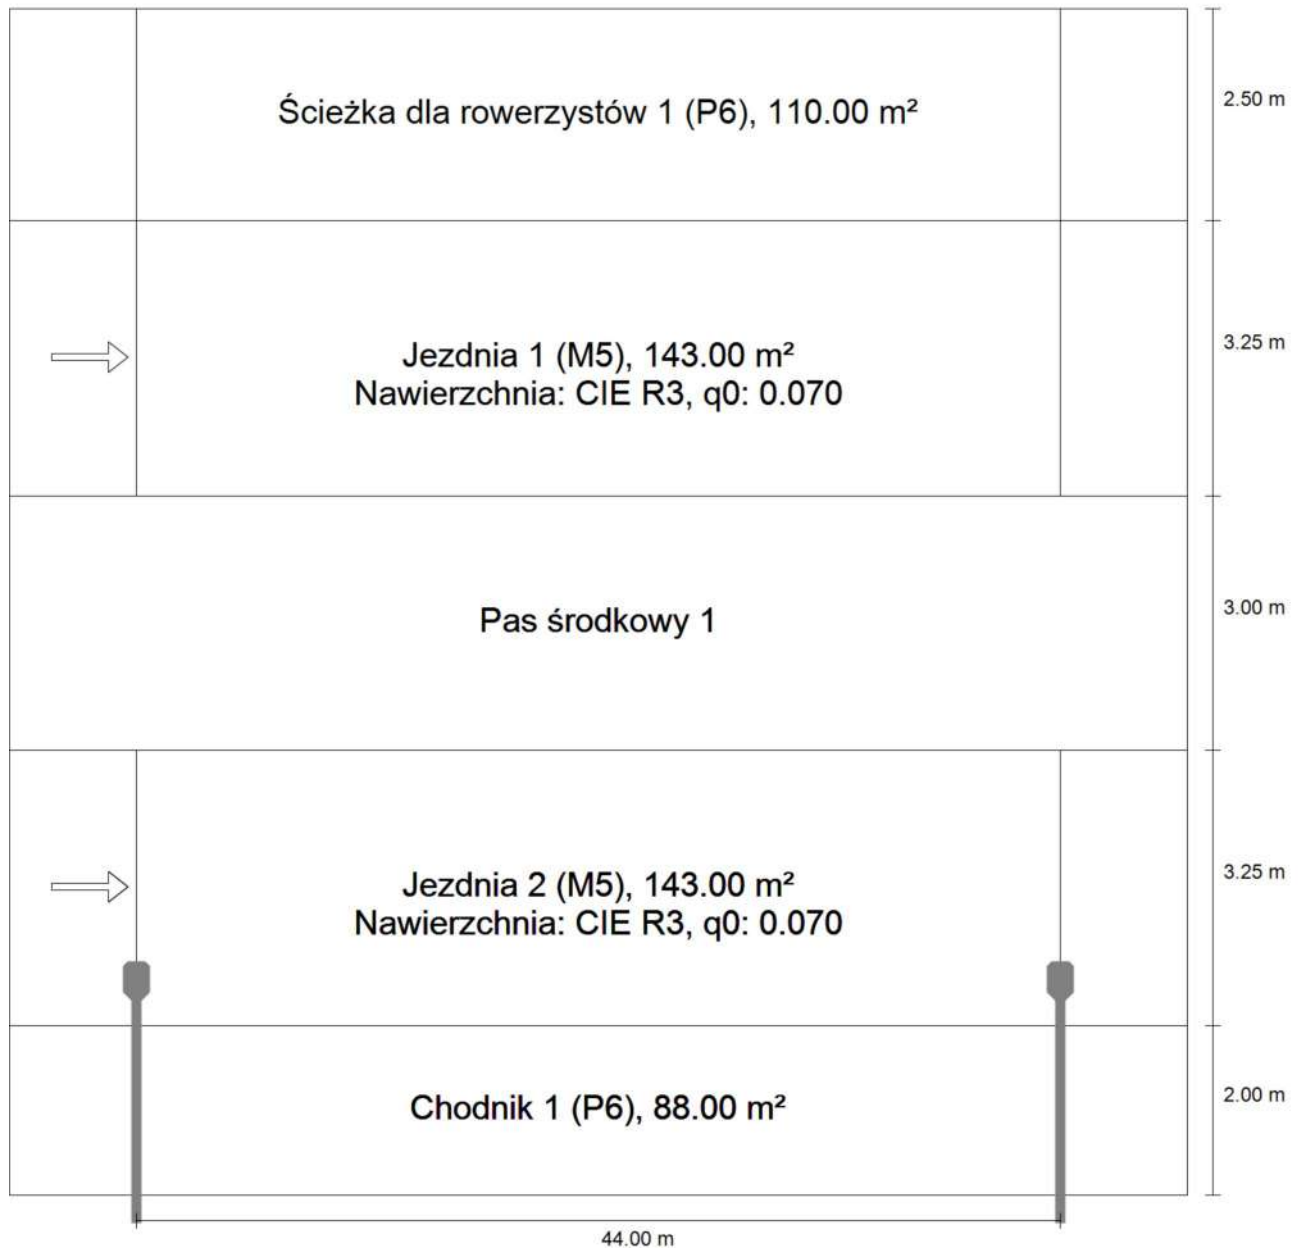 Ścieżka dla rowerzystów 1 (P6), 110.00 m²
2.50 m
Jezdnia 1 (M5), 143.00 m²
Nawierzchnia: CIE R3, q0: 0.070
3.25 m
Pas środkowy 1
3.00 m
Jezdnia 2 (M5), 143.00 m²
Nawierzchnia: CIE R3, q0: 0.070
3.25 m
Chodnik 1 (P6), 88.00 m²
2.00 m
44.00 m